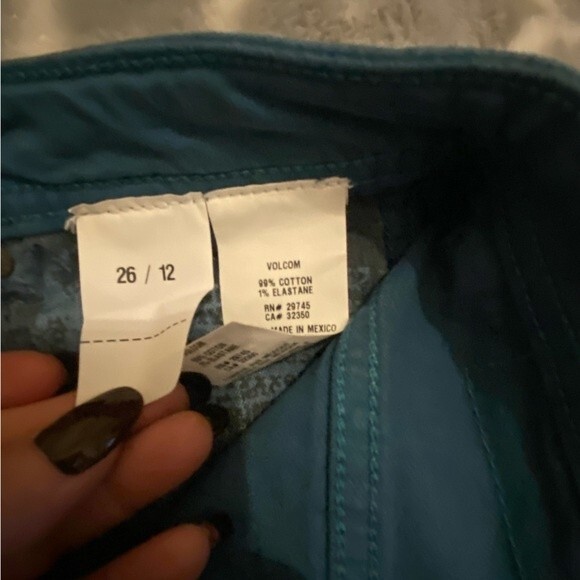 26 / 12
VOLCOM
99% COTTON
1% ELASTANE
RN# 29745
CA# 32350
MADE IN MEXICO